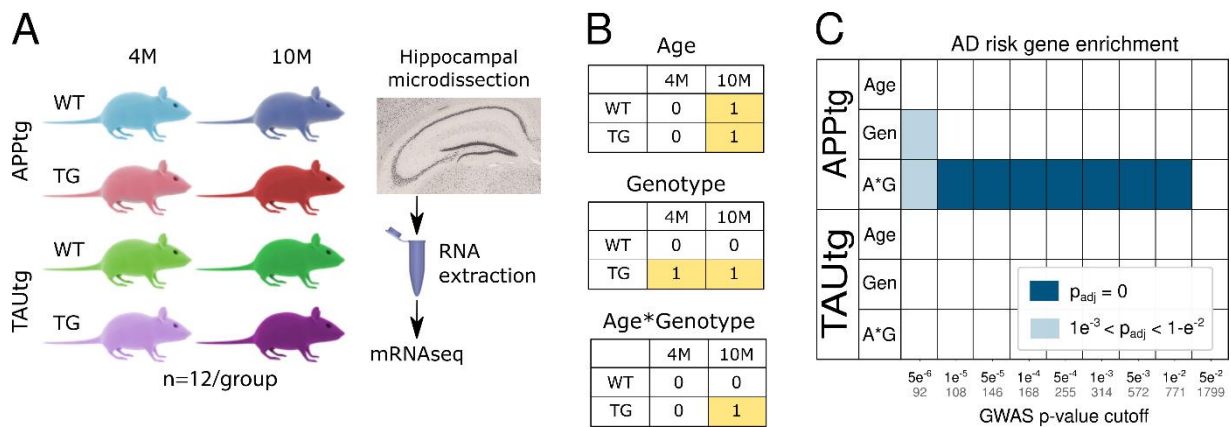 A
4M 10M
APPtg
WT
TG
TAUtg
WT
TG
n=12/group
Hippocampal
microdissection
RNA
extraction
mRNAseq
B
Age
4M 10M
WT 0 1
TG 0 1
Genotype
4M 10M
WT 0 0
TG 1 1
Age*Genotype
4M 10M
WT 0 0
TG 0 1
C
AD risk gene enrichment
APPtg
Age
Gen
A*G
TAUtg
Age
Gen
A*G
padj = 0
1e-3 < padj < 1-e-2
5e-6 1e-5 5e-5 1e-4 5e-4 1e-3 5e-3 1e-2 5e-2
92 108 146 168 255 314 572 771 1799
GWAS p-value cutoff